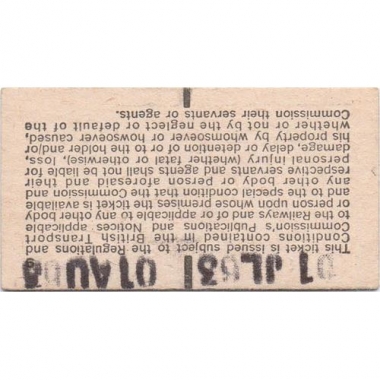 This ticket is issued subject to the Regulations and
Conditions contained in the British Transport
Commission's Publications and Notices applicable
to the Railways and of and applicable to any other body
or person upon whose premises the ticket is available
and to the special condition that the Commission and
any other body or Person aforesaid and their
respective servants and agents shall not be liable for
personal injury (whether fatal or otherwise), loss,
damage, delay or detention of or to the holder and/or
his property by whomsoever or howsoever caused,
whether or not by the neglect or default of the
Commission their servants or agents.
01 JL 01 AU